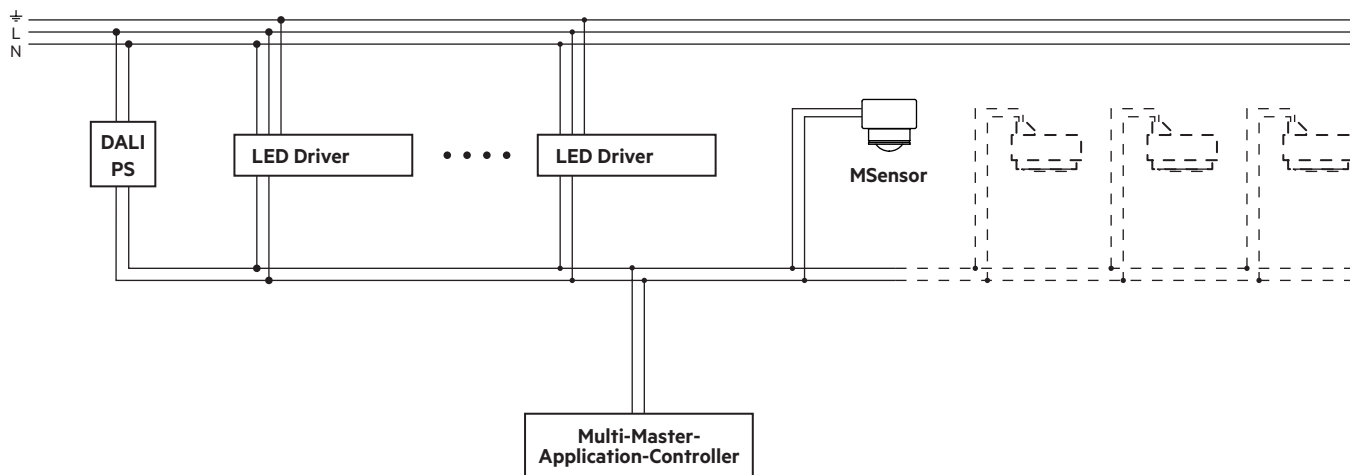 L
N
DALI
PS
LED Driver
LED Driver
MSensor
Multi-Master-
Application-Controller